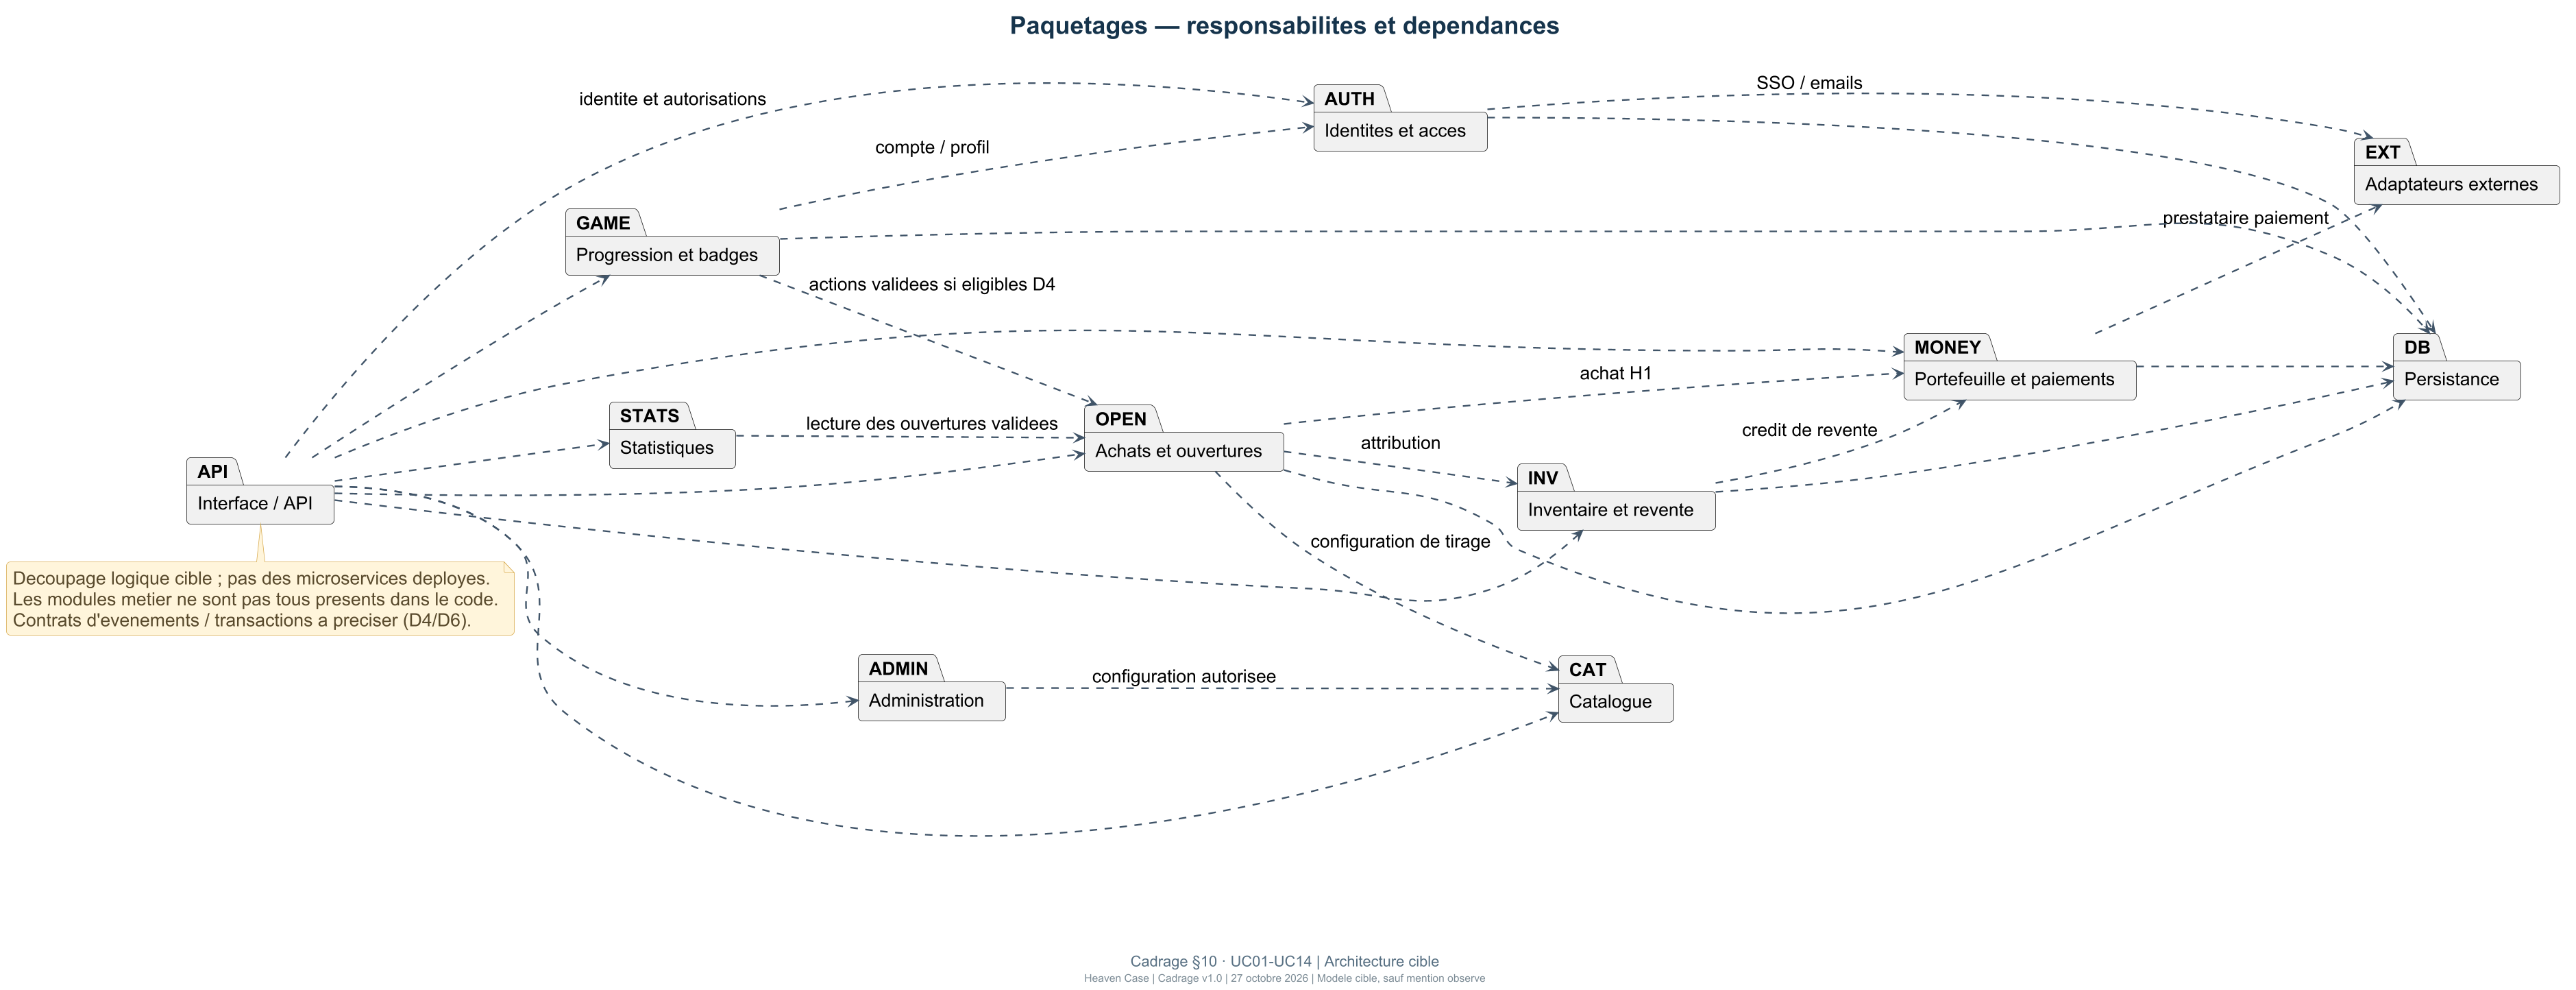 Paquetages — responsabilites et dependances
identite et autorisations
AUTH
Identites et acces
SSO / emails
compte / profil
EXT
Adaptateurs externes
GAME
Progression et badges
prestataire paiement
actions validees si eligibles D4
MONEY
Portefeuille et paiements
DB
Persistance
achat H1
STATS
Statistiques
lecture des ouvertures validees
OPEN
Achats et ouvertures
attribution
credit de revente
API
Interface / API
INV
Inventaire et revente
configuration de tirage
Decoupage logique cible ; pas des microservices deployes.
Les modules metier ne sont pas tous presents dans le code.
Contrats d'evenements / transactions a preciser (D4/D6).
ADMIN
Administration
configuration autorisee
CAT
Catalogue
Cadrage §10 · UC01-UC14 | Architecture cible
Heaven Case | Cadrage v1.0 | 27 octobre 2026 | Modele cible, sauf mention observe